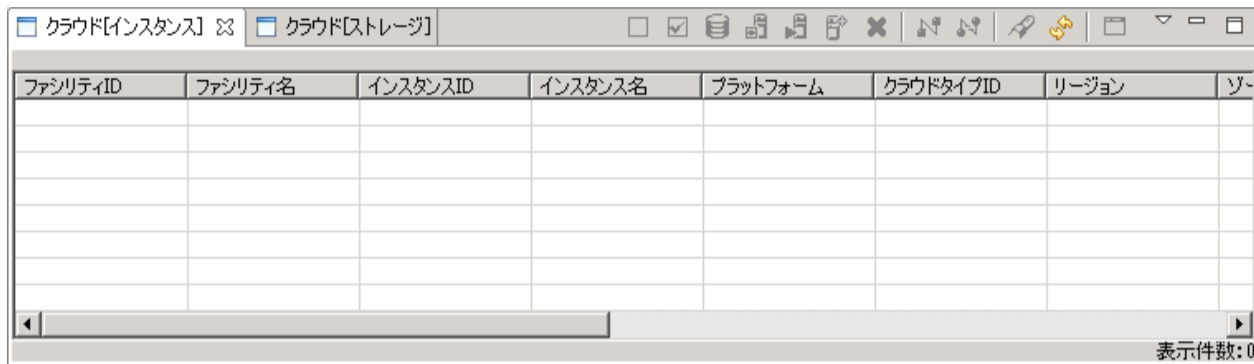 クラウド[インスタンス] クラウド[ストレージ]
ファシリティID ファシリティ名 インスタンスID インスタンス名 プラットフォーム クラウドタイプID リージョン ゾー
表示件数:0